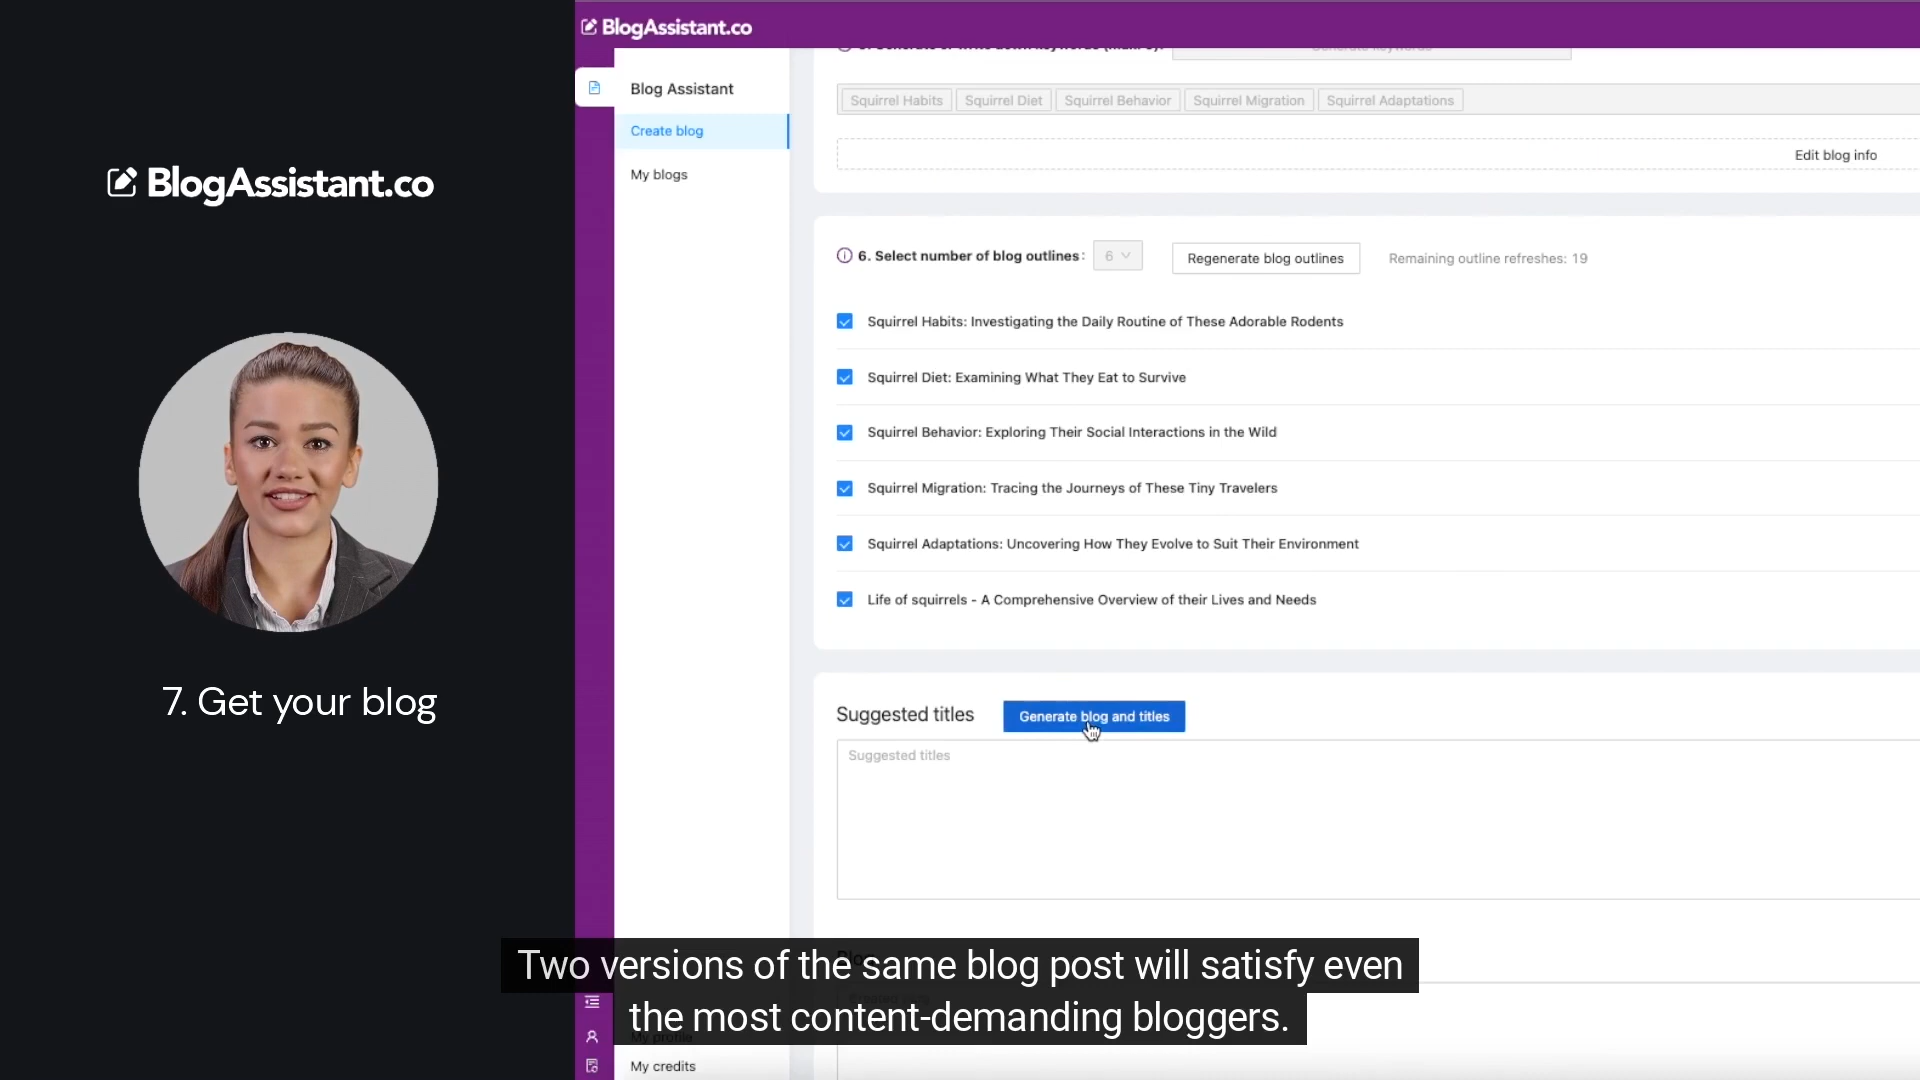 BlogAssistant.co
7. Get your blog
BlogAssistant.co
Blog Assistant
Create blog
My blogs
Squirrel Habits Squirrel Diet Squirrel Behavior Squirrel Migration Squirrel Adaptations
Edit blog info
6. Select number of blog outlines: 6 Regenerate blog outlines Remaining outline refreshes: 19
Squirrel Habits: Investigating the Daily Routine of These Adorable Rodents
Squirrel Diet: Examining What They Eat to Survive
Squirrel Behavior: Exploring Their Social Interactions in the Wild
Squirrel Migration: Tracing the Journeys of These Tiny Travelers
Squirrel Adaptations: Uncovering How They Evolve to Suit Their Environment
Life of squirrels - A Comprehensive Overview of their Lives and Needs
Suggested titles Generate blog and titles
Suggested titles
Two versions of the same blog post will satisfy even
the most content-demanding bloggers.
My profile
My credits